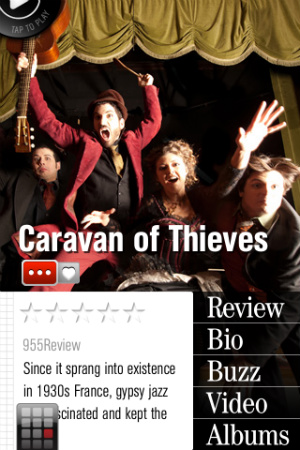 TAP TO PLAY
Caravan of Thieves
955Review
Since it sprang into existence
in 1930s France, gypsy jazz
scinated and kept the
Review
Bio
Buzz
Video
Albums